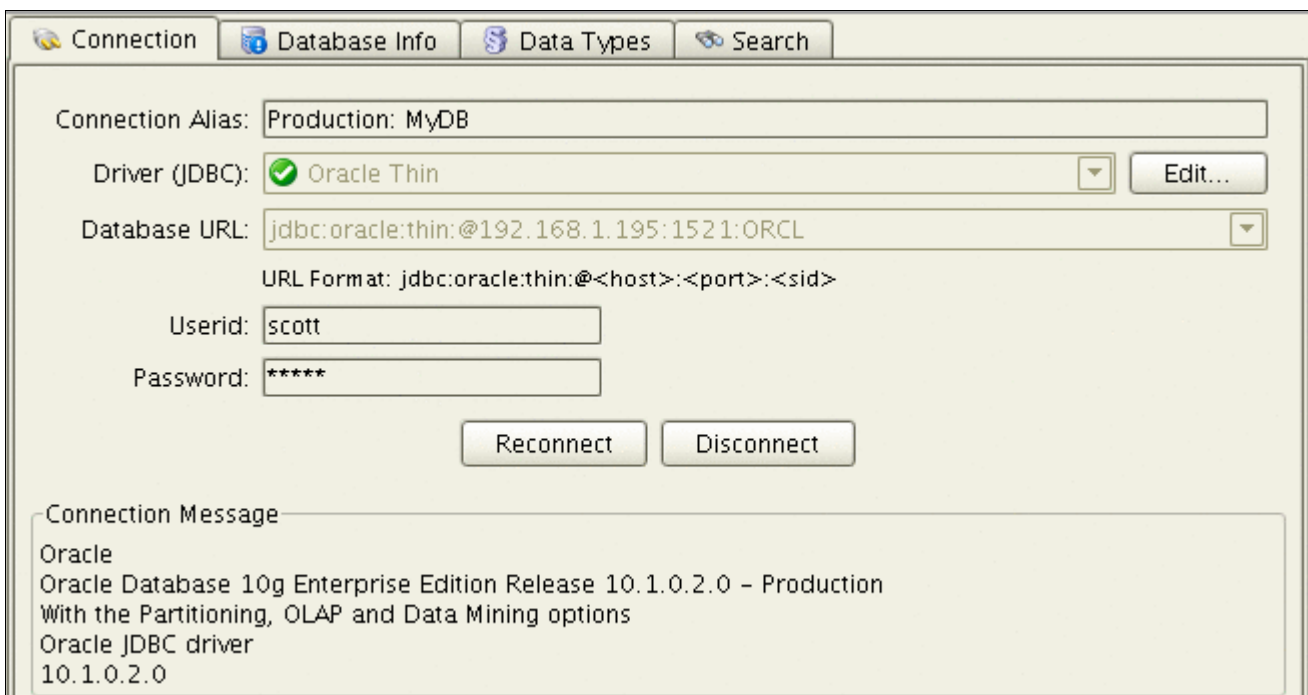 Connection Database Info Data Types Search
Connection Alias: Production: MyDB
Driver (JDBC): Oracle Thin Edit...
Database URL: jdbc:oracle:thin:@192.168.1.195:1521:ORCL
URL Format: jdbc:oracle:thin:@<host>:<port>:<sid>
Userid: scott
Password: *****
Reconnect Disconnect
Connection Message
Oracle
Oracle Database 10g Enterprise Edition Release 10.1.0.2.0 – Production
With the Partitioning, OLAP and Data Mining options
Oracle JDBC driver
10.1.0.2.0